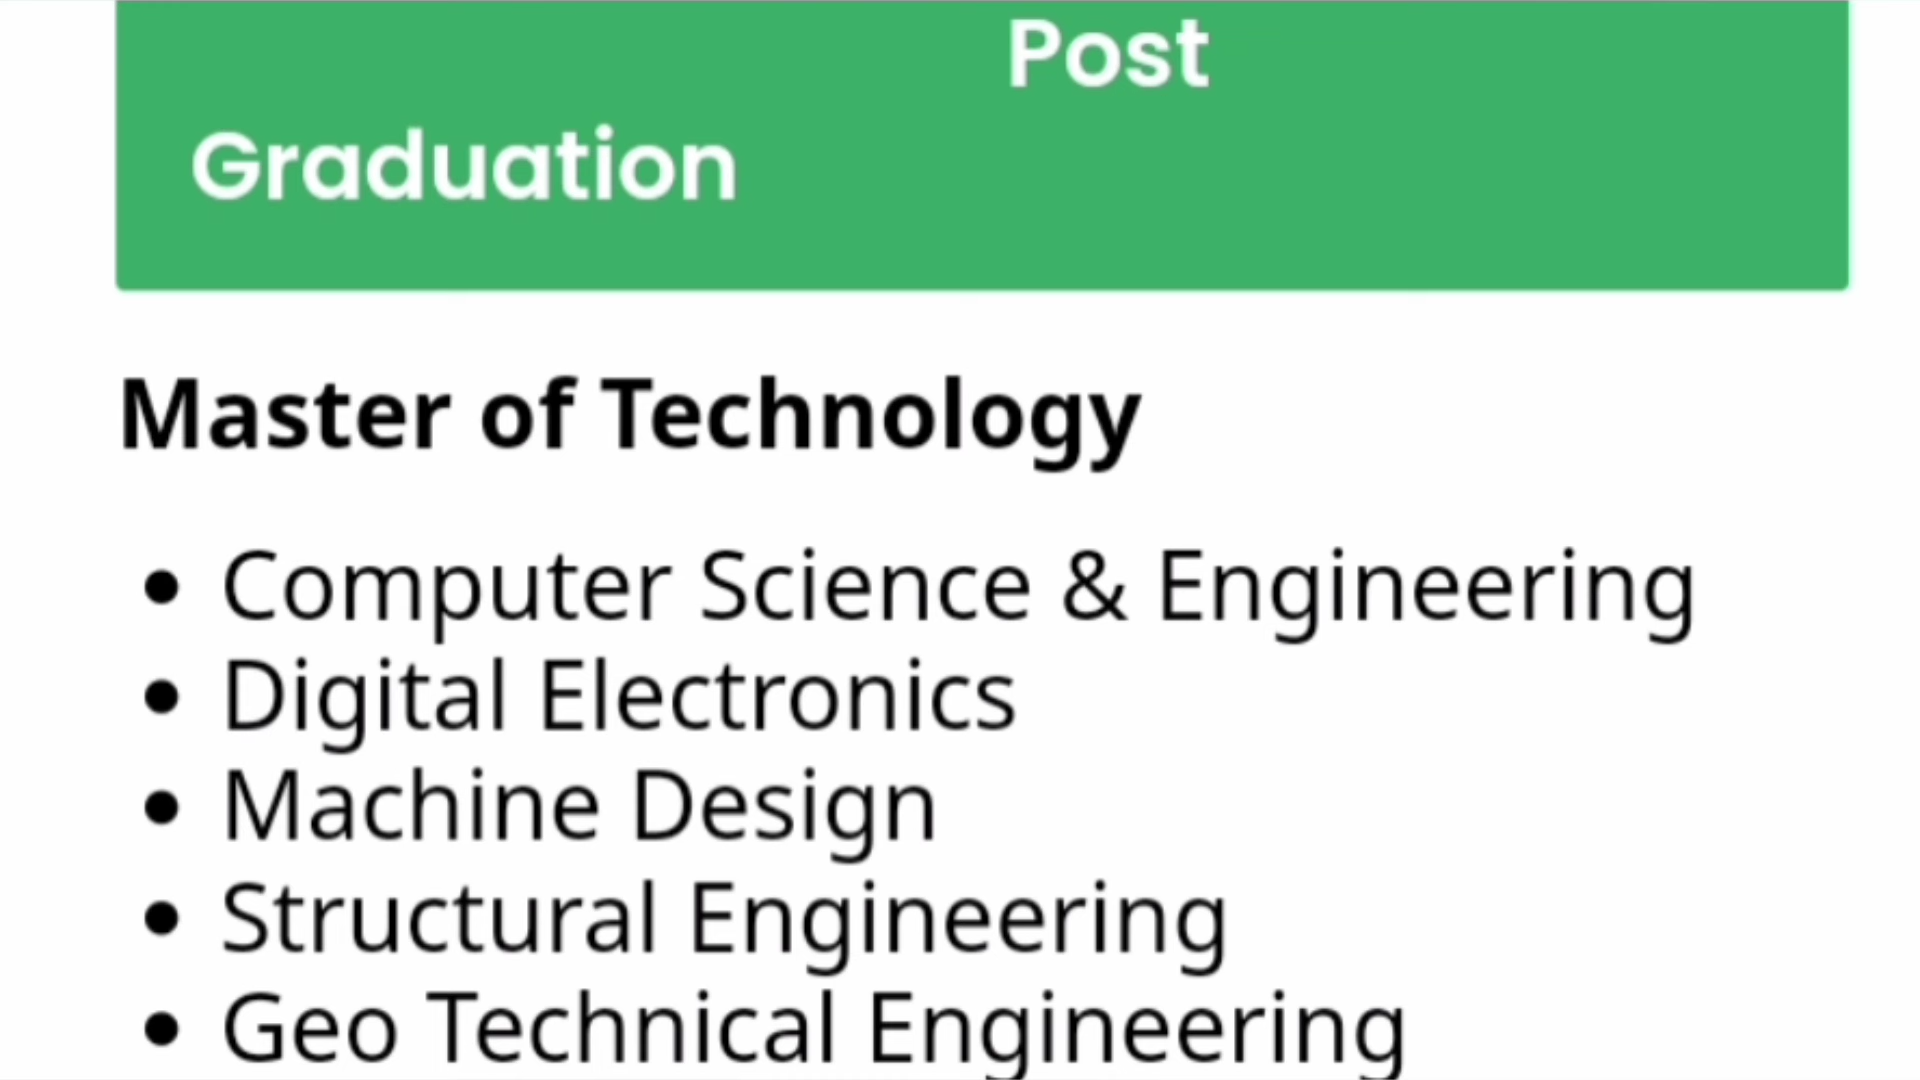 Post
Graduation
Master of Technology
• Computer Science & Engineering
• Digital Electronics
• Machine Design
• Structural Engineering
• Geo Technical Engineering